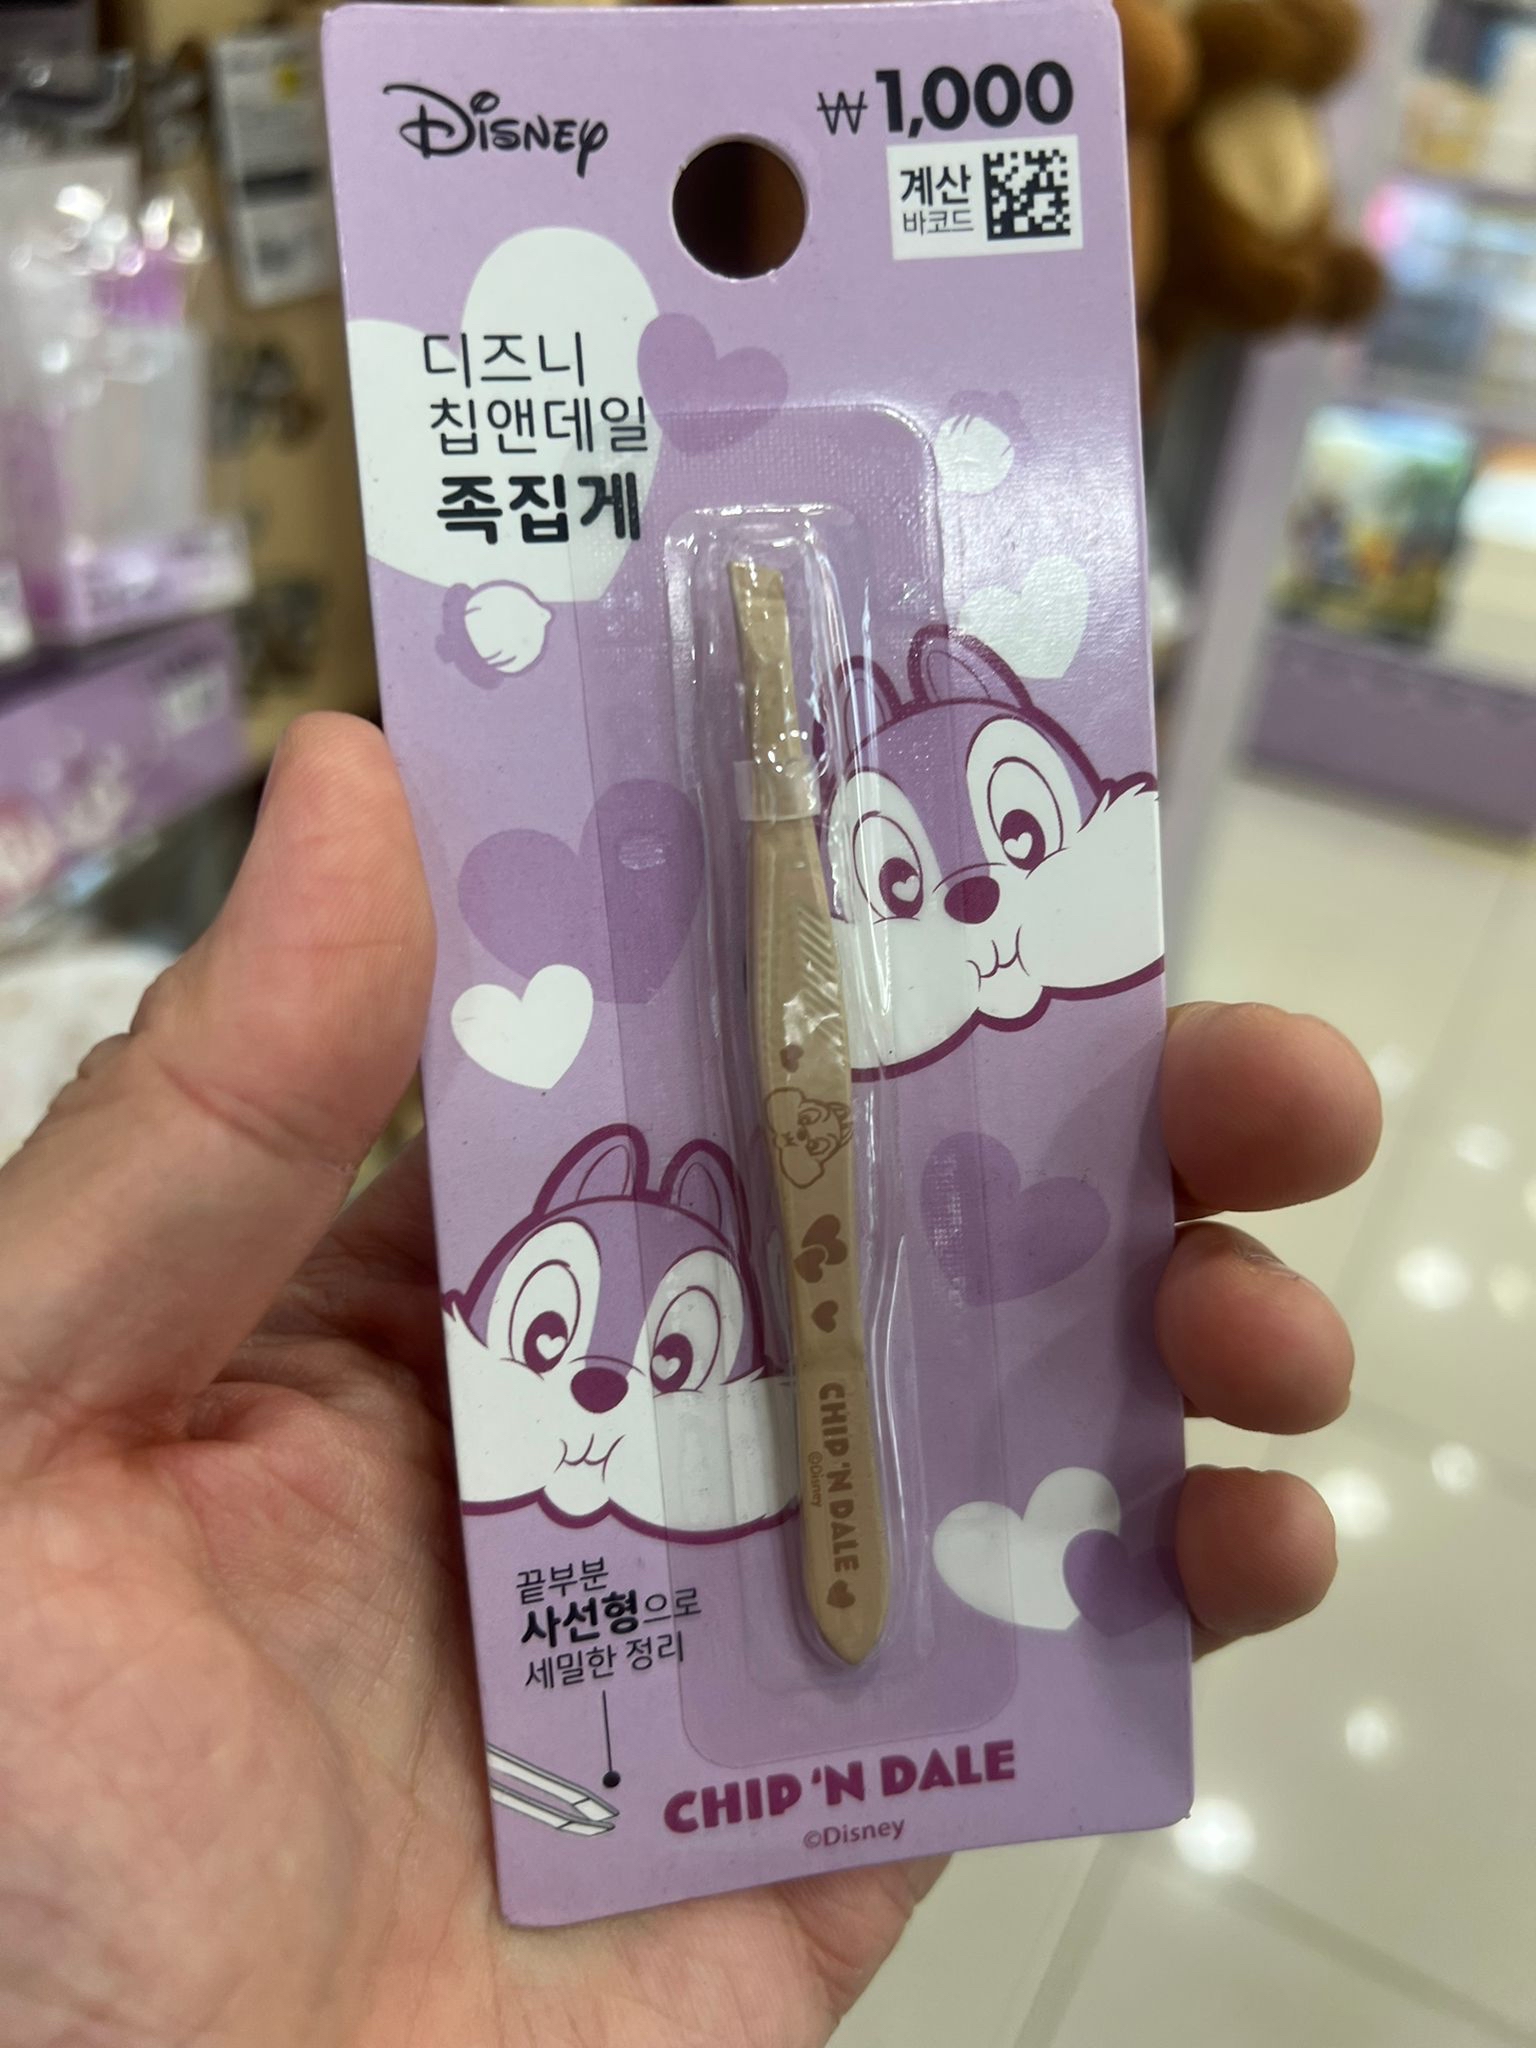 Disney
₩1,000
계산
바코드
디즈니
칩앤데일
족집게
CHIP 'N DALE
©Disney
끝부분
사선형으로
세밀한 정리
CHIP 'N DALE
©Disney